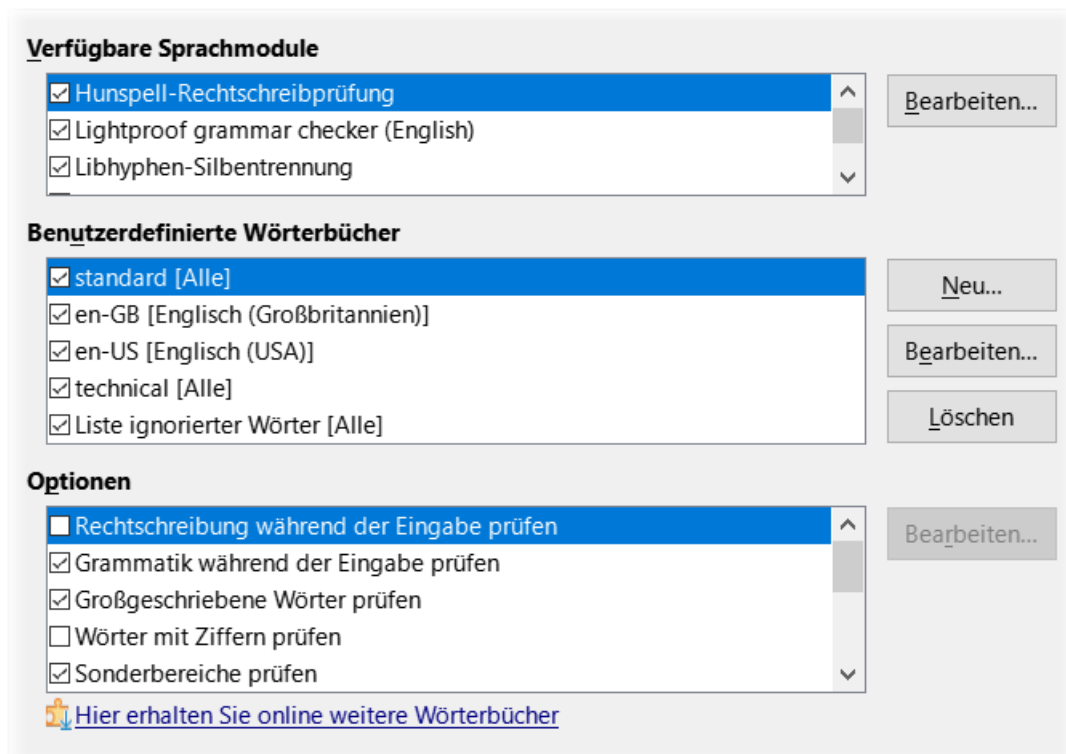 Verfügbare Sprachmodule
Hunspell-Rechtschreibprüfung
Bearbeiten...
Lightproof grammar checker (English)
Libhyphen-Silbentrennung
Benutzerdefinierte Wörterbücher
standard [Alle]
Neu...
en-GB [Englisch (Großbritannien)]
en-US [Englisch (USA)]
Bearbeiten...
technical [Alle]
Liste ignorierter Wörter [Alle]
Löschen
Optionen
Rechtschreibung während der Eingabe prüfen
Bearbeiten...
Grammatik während der Eingabe prüfen
Großgeschriebene Wörter prüfen
Wörter mit Ziffern prüfen
Sonderbereiche prüfen
Hier erhalten Sie online weitere Wörterbücher